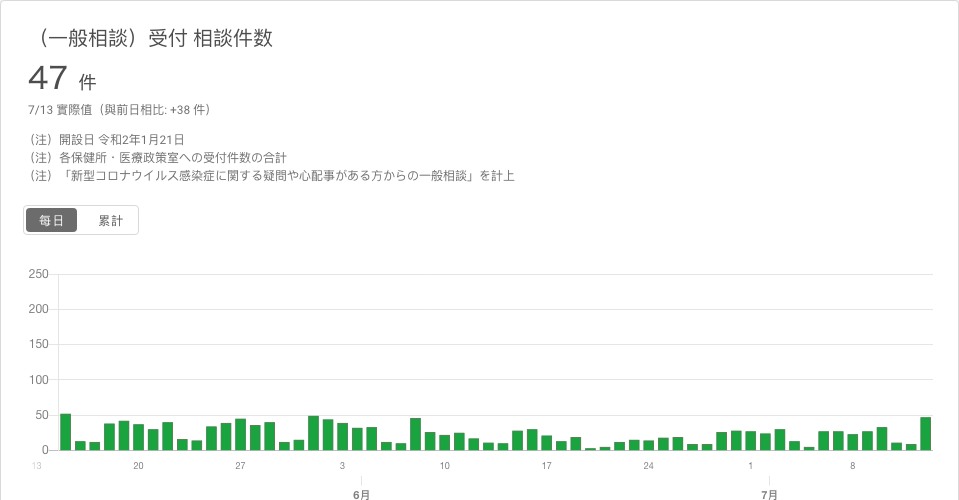 （一般相談）受付 相談件数
47 件
7/13 實際值（與前日相比: +38 件）
（注）開設日 令和2年1月21日
（注）各保健所・医療政策室への受付件数の合計
（注）「新型コロナウイルス感染症に関する疑問や心配事がある方からの一般相談」を計上
每日 累計
250
200
150
100
50
0
13 20 27 3 10 17 24 1 8
6月 7月